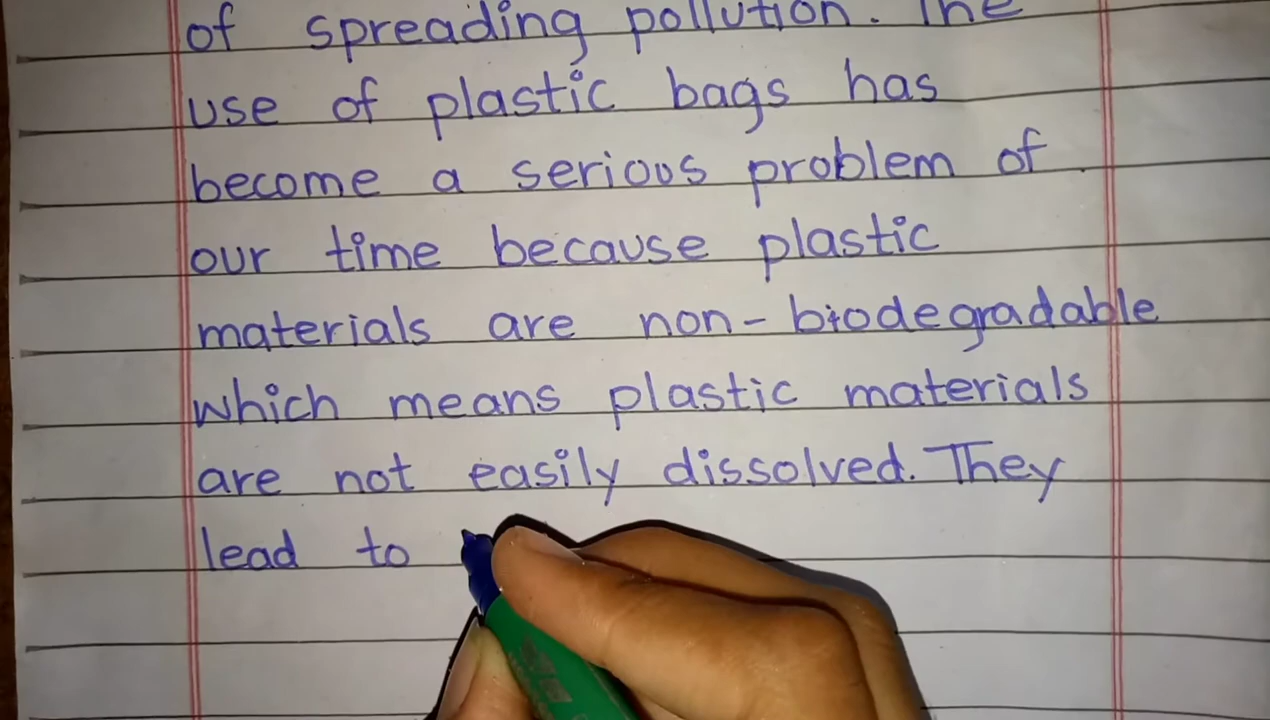 of spreading pollution. The
use of plastic bags has
become a serious problem of
our time because plastic
materials are non-biodegradable
which means plastic materials
are not easily dissolved. They
lead to